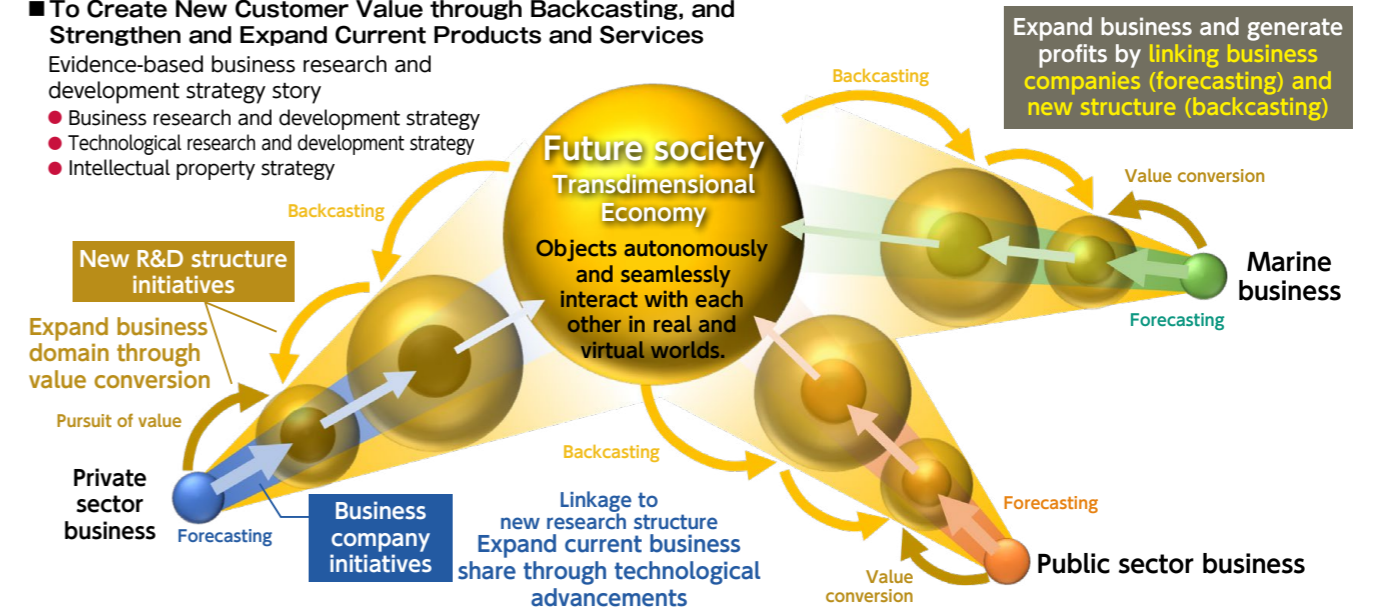 ■To Create New Customer Value through Backcasting, and
Strengthen and Expand Current Products and Services
Evidence-based business research and
development strategy story
● Business research and development strategy
● Technological research and development strategy
● Intellectual property strategy
Expand business and generate
profits by linking business
companies (forecasting) and
new structure (backcasting)
Backcasting
Future society
Transdimensional
Economy
Objects autonomously
and seamlessly
interact with each
other in real and
virtual worlds.
Value conversion
Marine
business
Forecasting
Backcasting
New R&D structure
initiatives
Expand business
domain through
value conversion
Pursuit of value
Private
sector
business
Forecasting
Business
company
initiatives
Backcasting
Linkage to
new research structure
Expand current business
share through technological
advancements
Forecasting
Public sector business
Value
conversion